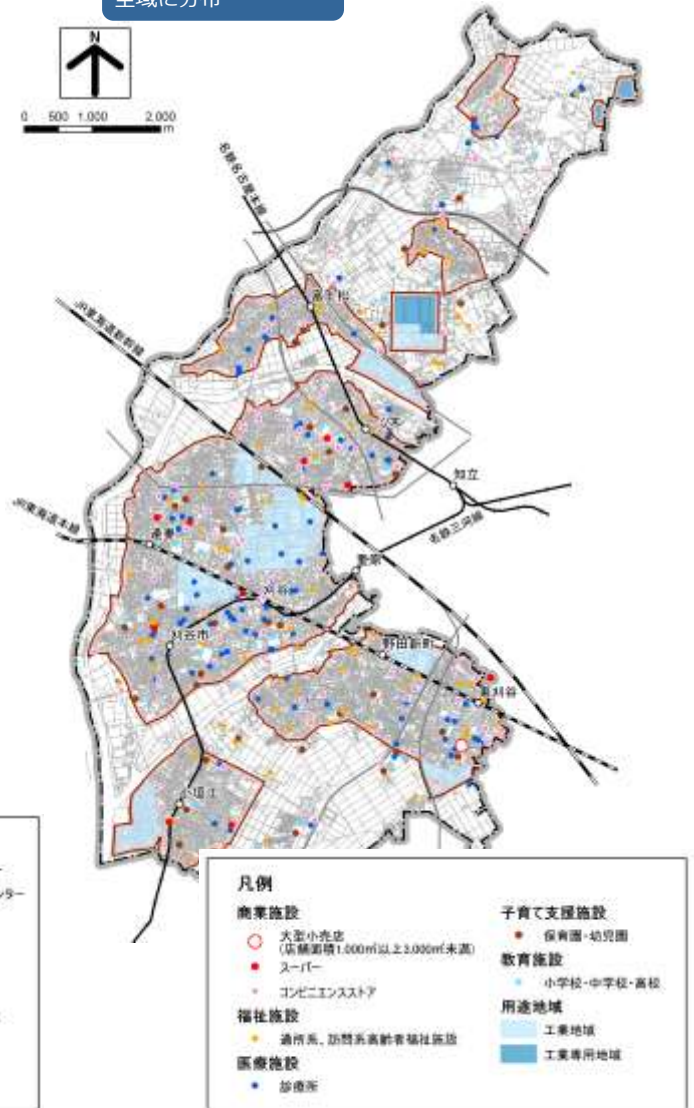 全域に分布
N
0 500 1,000 2,000
m
名鉄名古屋本線
富士松
JR東海道新幹線
知立
JR東海道本線
名鉄三河線
刈谷
刈谷市
野田新町
東刈谷
小垣江
ンター
凡例
商業施設
大型小売店
(店舗面積1,000㎡以上3,000㎡未満)
スーパー
コンビニエンスストア
福祉施設
通所系、訪問系高齢者福祉施設
医療施設
診療所
子育て支援施設
保育園・幼児園
教育施設
小学校・中学校・高校
用途地域
工業地域
工業専用地域